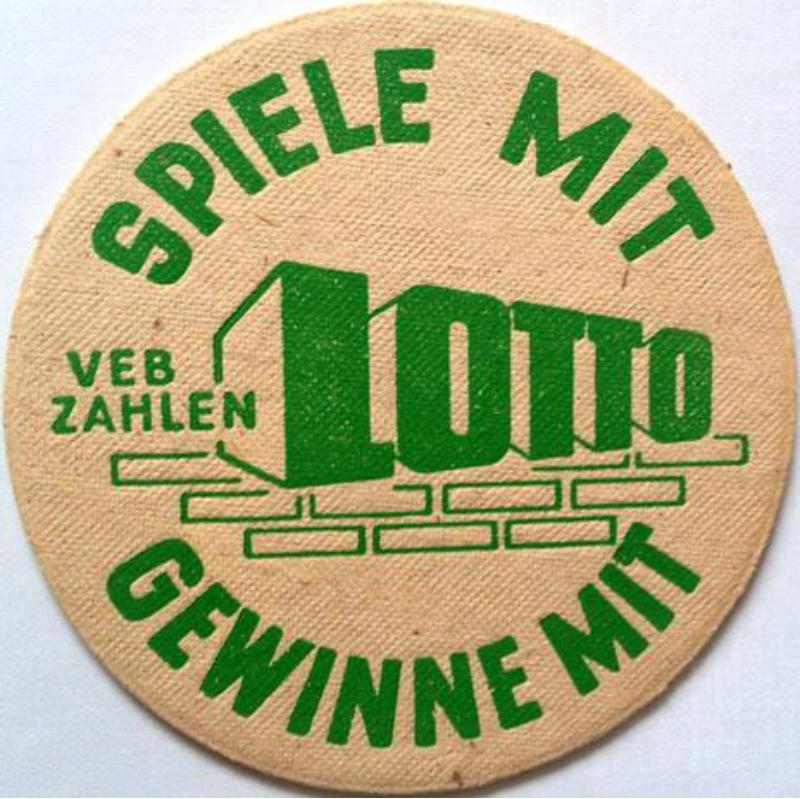 SPIELE MIT
VEB
ZAHLEN LOTTO
GEWINNE MIT